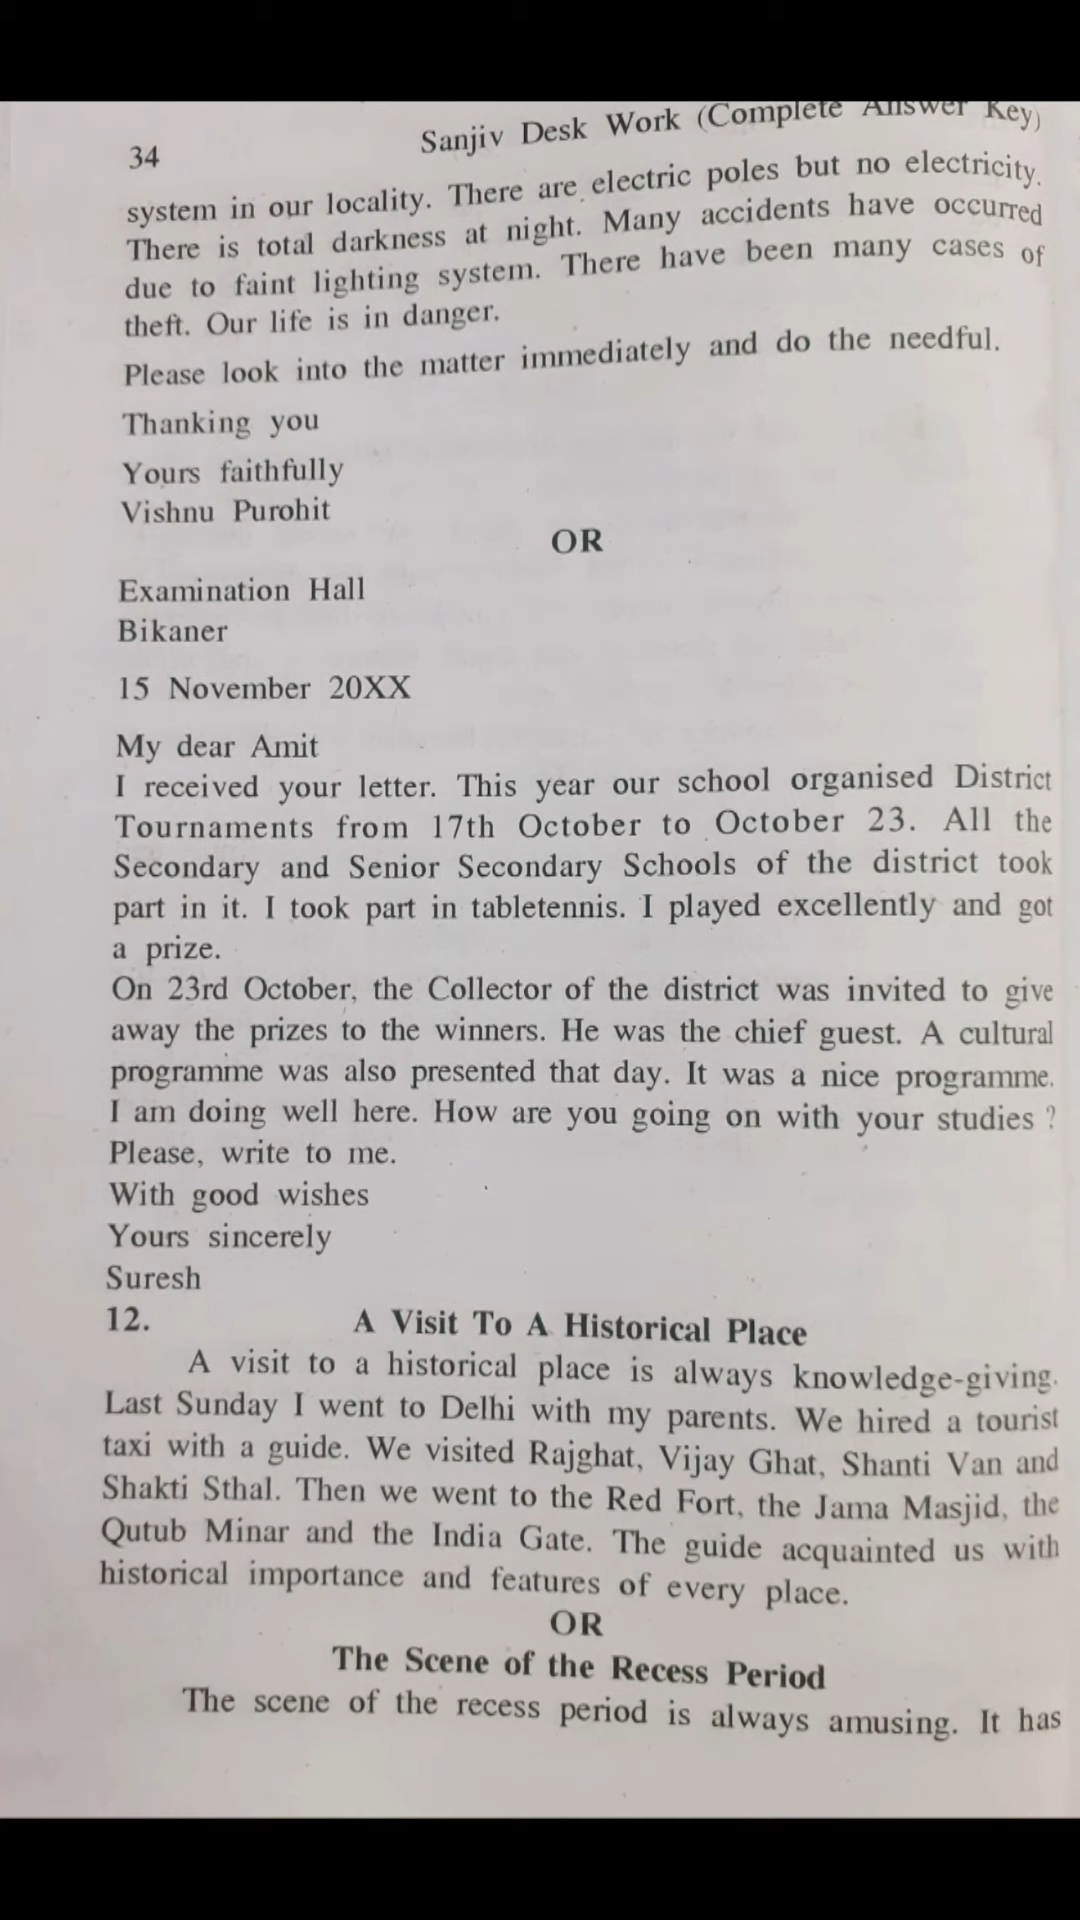 34
Sanjiv Desk Work (Complete Answer Key)
system in our locality. There are electric poles but no electricity.
There is total darkness at night. Many accidents have occurred
due to faint lighting system. There have been many cases of
theft. Our life is in danger.
Please look into the matter immediately and do the needful.
Thanking you
Yours faithfully
Vishnu Purohit
OR
Examination Hall
Bikaner
15 November 20XX
My dear Amit
I received your letter. This year our school organised District
Tournaments from 17th October to October 23. All the
Secondary and Senior Secondary Schools of the district took
part in it. I took part in tabletennis. I played excellently and got
a prize.
On 23rd October, the Collector of the district was invited to give
away the prizes to the winners. He was the chief guest. A cultural
programme was also presented that day. It was a nice programme.
I am doing well here. How are you going on with your studies ?
Please, write to me.
With good wishes
Yours sincerely
Suresh
12. A Visit To A Historical Place
A visit to a historical place is always knowledge-giving.
Last Sunday I went to Delhi with my parents. We hired a tourist
taxi with a guide. We visited Rajghat, Vijay Ghat, Shanti Van and
Shakti Sthal. Then we went to the Red Fort, the Jama Masjid, the
Qutub Minar and the India Gate. The guide acquainted us with
historical importance and features of every place.
OR
The Scene of the Recess Period
The scene of the recess period is always amusing. It has